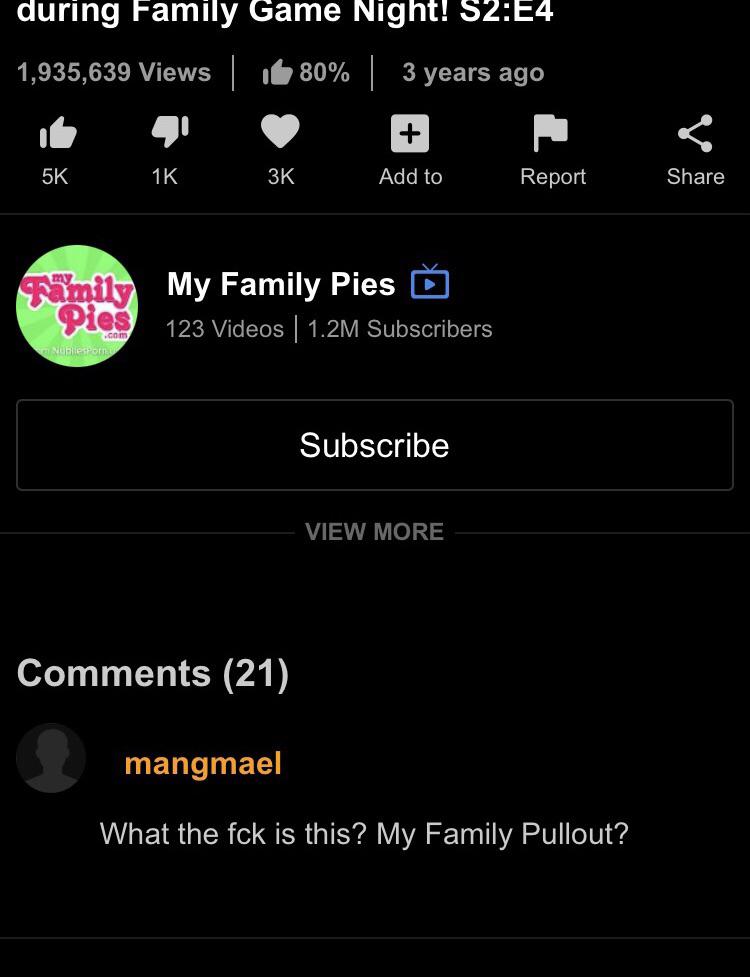 during Family Game Night! S2:E4
1,935,639 Views | 80% | 3 years ago
5K 1K 3K Add to Report Share
my
Family
Pies
.com
NubilesPorn
My Family Pies
123 Videos | 1.2M Subscribers
Subscribe
VIEW MORE
Comments (21)
mangmael
What the fck is this? My Family Pullout?